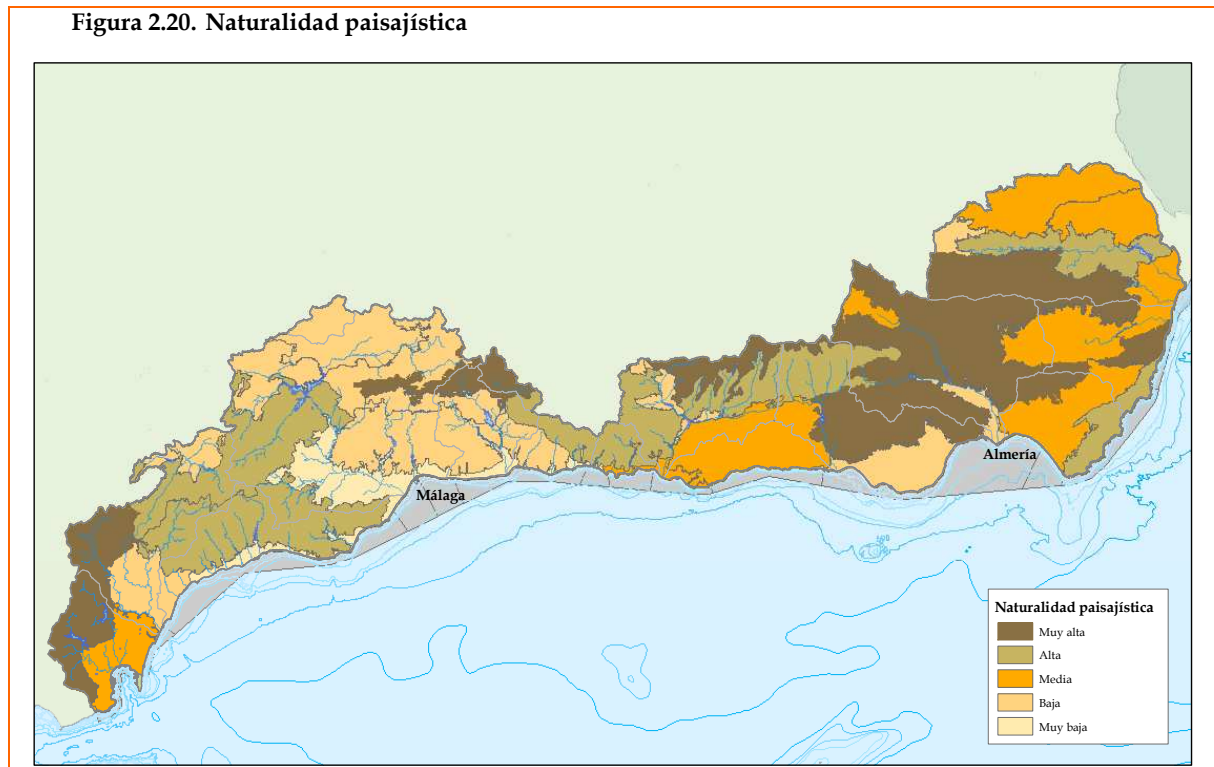 Figura 2.20. Naturalidad paisajística
Almería
Málaga
Naturalidad paisajística
Muy alta
Alta
Media
Baja
Muy baja